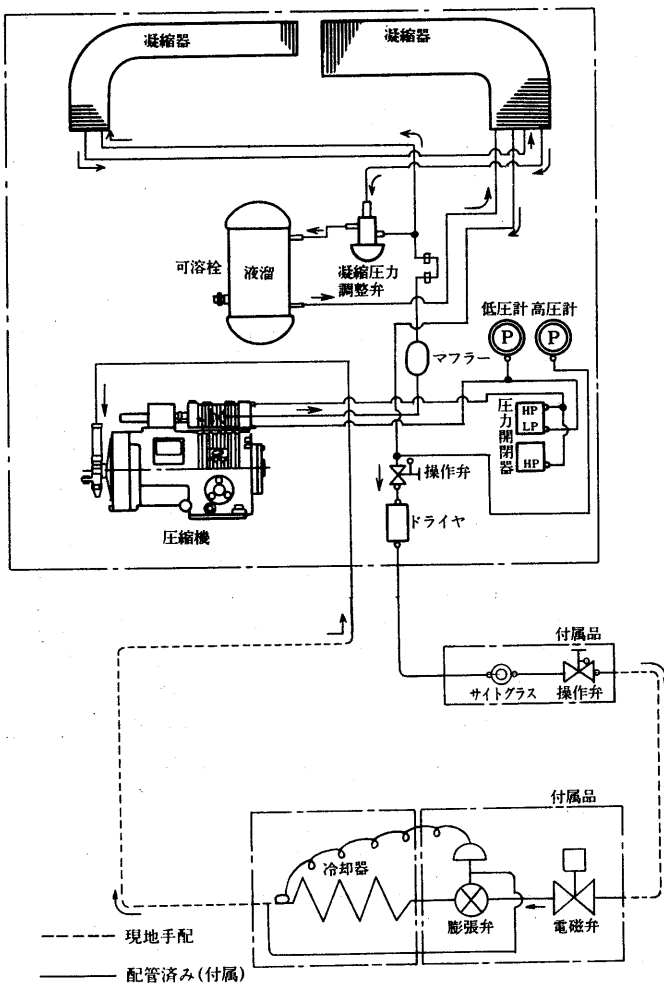 凝縮器
凝縮器
可溶栓
液溜
凝縮圧力
調整弁
低圧計
高圧計
P
P
マフラー
圧力開閉器
HP
LP
HP
操作弁
ドライヤ
圧縮機
付属品
サイトグラス
操作弁
付属品
冷却器
膨張弁
電磁弁
現地手配
配管済み(付属)